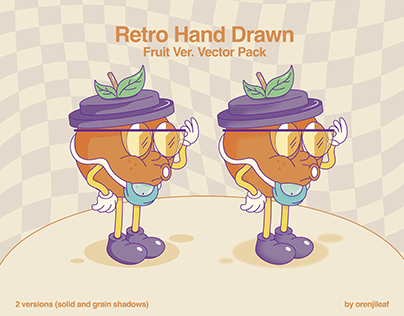 Retro Hand Drawn
Fruit Ver. Vector Pack
2 versions (solid and grain shadows)
by orenjileaf